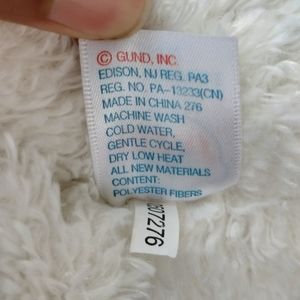 © GUND, INC.
EDISON, NJ REG. PA3
REG. NO. PA-13233(CN)
MADE IN CHINA 276
MACHINE WASH
COLD WATER,
GENTLE CYCLE,
DRY LOW HEAT
ALL NEW MATERIALS
CONTENT:
POLYESTER FIBERS